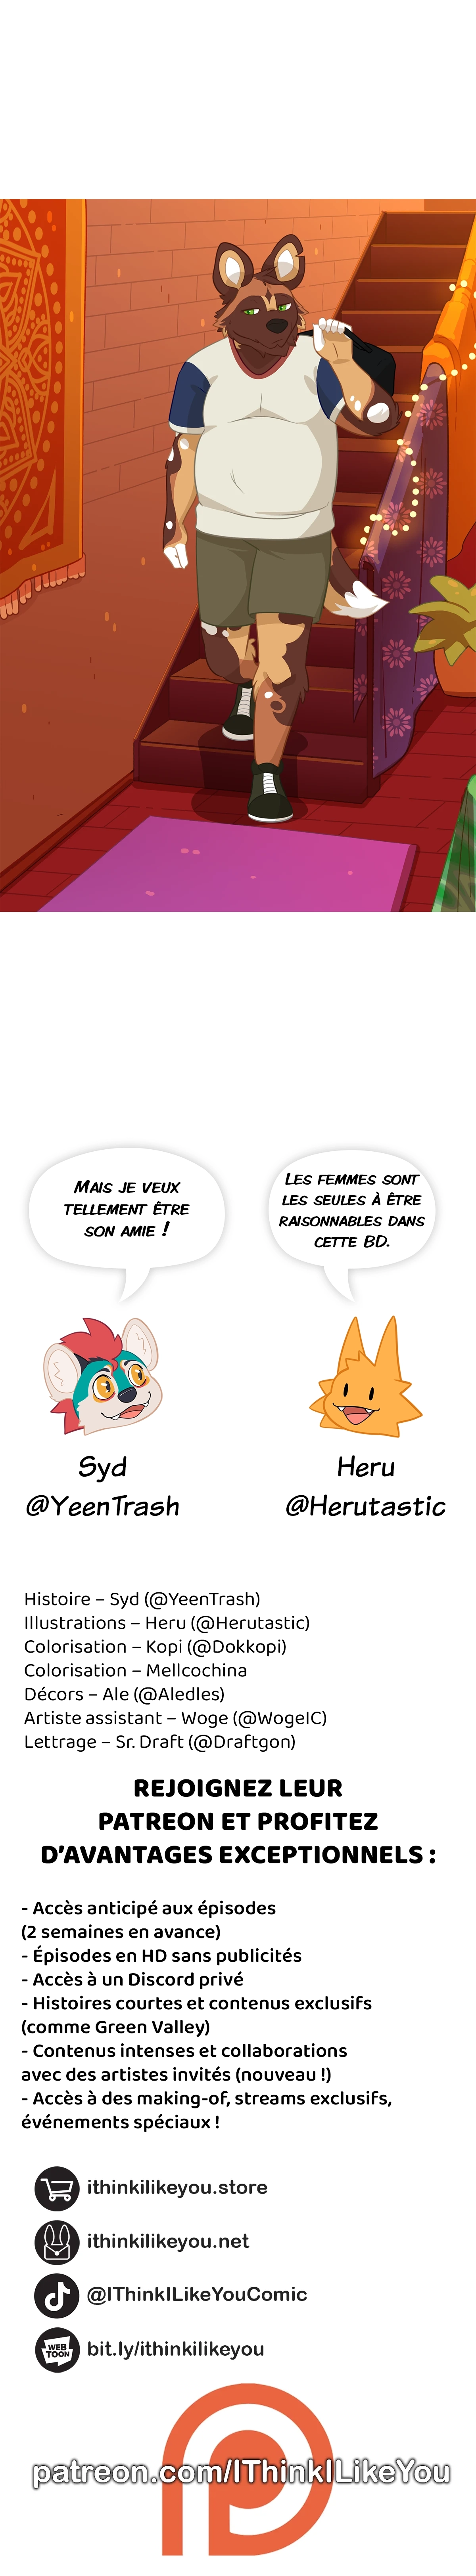 MAIS JE VEUX
TELLEMENT ÊTRE
SON AMIE !
LES FEMMES SONT
LES SEULES À ÊTRE
RAISONNABLES DANS
CETTE BD.
Syd
@YeenTrash
Heru
@Herutastic
Histoire – Syd (@YeenTrash)
Illustrations – Heru (@Herutastic)
Colorisation – Kopi (@Dokkopi)
Colorisation – Mellcochina
Décors – Ale (@Aledles)
Artiste assistant – Woge (@WogeIC)
Lettrage – Sr. Draft (@Draftgon)
REJOIGNEZ LEUR
PATREON ET PROFITEZ
D'AVANTAGES EXCEPTIONNELS :
- Accès anticipé aux épisodes
(2 semaines en avance)
- Épisodes en HD sans publicités
- Accès à un Discord privé
- Histoires courtes et contenus exclusifs
(comme Green Valley)
- Contenus intenses et collaborations
avec des artistes invités (nouveau !)
- Accès à des making-of, streams exclusifs,
événements spéciaux !
ithinkilikeyou.store
ithinkilikeyou.net
@IThinkILikeYouComic
WEB
TOON
bit.ly/ithinkilikeyou
patreon.com/IThinkILikeYou